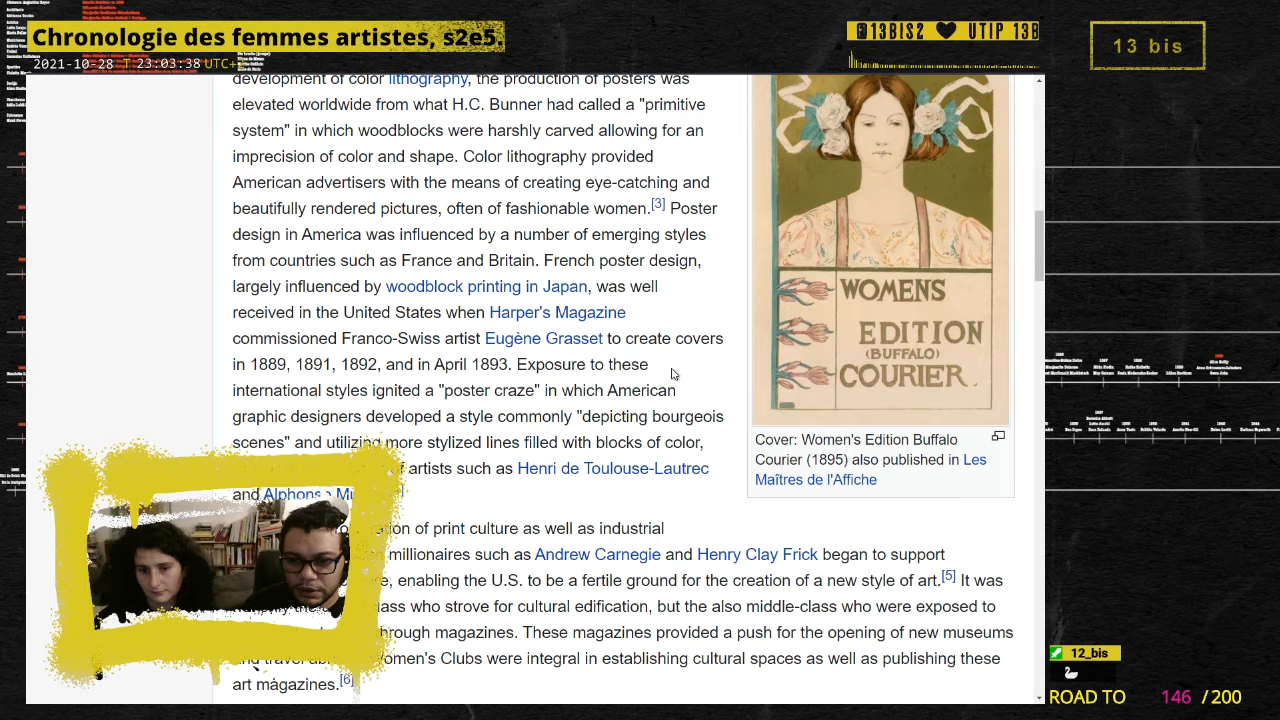 Chronologie des femmes artistes, s2e5
2021-10-28 T 23:03:38 UTC+
@13BIS2 UTIP 13B
13 bis
development of color lithography, the production of posters was
elevated worldwide from what H.C. Bunner had called a "primitive
system" in which woodblocks were harshly carved allowing for an
imprecision of color and shape. Color lithography provided
American advertisers with the means of creating eye-catching and
beautifully rendered pictures, often of fashionable women.[3] Poster
design in America was influenced by a number of emerging styles
from countries such as France and Britain. French poster design,
largely influenced by woodblock printing in Japan, was well
received in the United States when Harper's Magazine
commissioned Franco-Swiss artist Eugène Grasset to create covers
in 1889, 1891, 1892, and in April 1893. Exposure to these
international styles ignited a "poster craze" in which American
graphic designers developed a style commonly "depicting bourgeois
scenes" and utilizing more stylized lines filled with blocks of color,
artists such as Henri de Toulouse-Lautrec
and Alphons Mu
WOMENS
EDITION
(BUFFALO)
COURIER.
Cover: Women's Edition Buffalo
Courier (1895) also published in Les
Maîtres de l'Affiche
of print culture as well as industrial
millionaires such as Andrew Carnegie and Henry Clay Frick began to support
enabling the U.S. to be a fertile ground for the creation of a new style of art.[5] It was
class who strove for cultural edification, but the also middle-class who were exposed to
through magazines. These magazines provided a push for the opening of new museums
Women's Clubs were integral in establishing cultural spaces as well as publishing these
art magazines.[6]
12_bis
ROAD TO 146 / 200